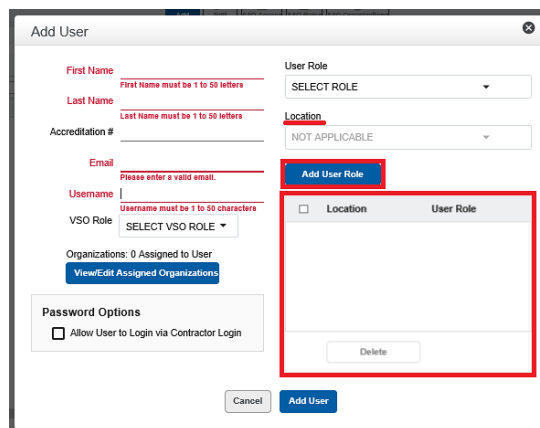 Add User
First Name
First Name must be 1 to 50 letters
Last Name
Last Name must be 1 to 50 letters
Accreditation #
Email
Please enter a valid email.
Username
Username must be 1 to 50 characters
VSO Role SELECT VSO ROLE
Organizations: 0 Assigned to User
View/Edit Assigned Organizations
Password Options
Allow User to Login via Contractor Login
User Role
SELECT ROLE
Location
NOT APPLICABLE
Add User Role
Location User Role
Delete
Cancel Add User